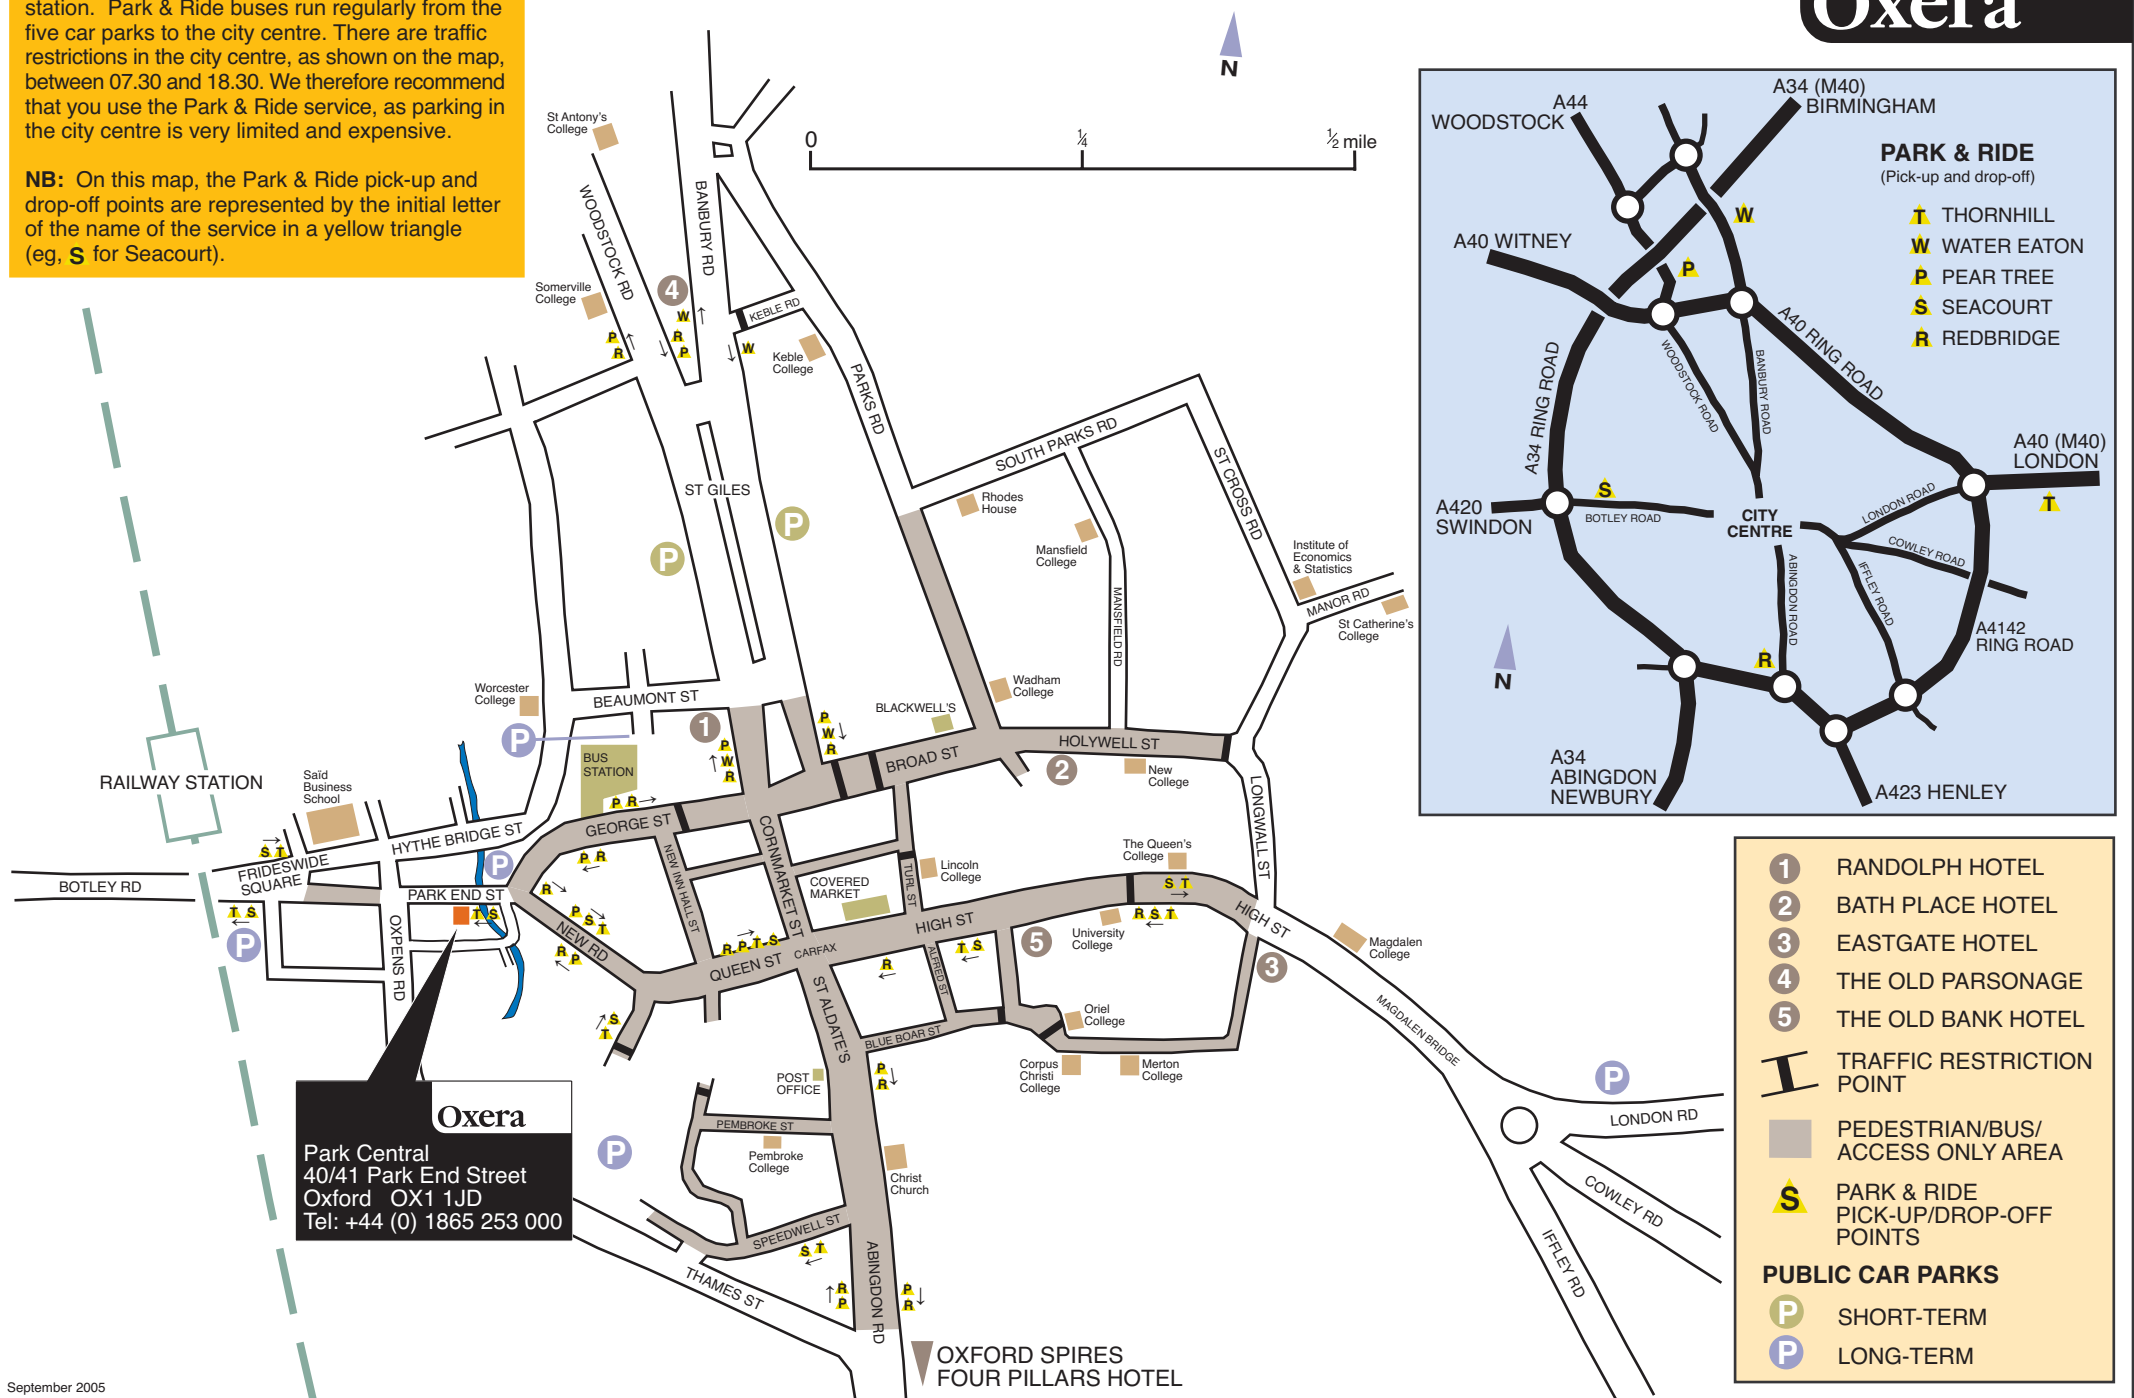 station. Park & Ride buses run regularly from the
five car parks to the city centre. There are traffic
restrictions in the city centre, as shown on the map,
between 07.30 and 18.30. We therefore recommend
that you use the Park & Ride service, as parking in
the city centre is very limited and expensive.
NB: On this map, the Park & Ride pick-up and
drop-off points are represented by the initial letter
of the name of the service in a yellow triangle
(eg, S for Seacourt).
Oxera
N
0
¼
½ mile
St Antony's
College
WOODSTOCK RD
BANBURY RD
Somerville
College
4
W
R
P
P
R
KEBLE RD
W
Keble
College
PARKS RD
SOUTH PARKS RD
ST CROSS RD
Rhodes
House
Mansfield
College
MANSFIELD RD
Institute of
Economics
& Statistics
MANOR RD
St Catherine's
College
ST GILES
P
P
Worcester
College
P
BEAUMONT ST
1
P
W
R
P
W
R
BLACKWELL'S
Wadham
College
BROAD ST
HOLYWELL ST
2
New
College
LONGWALL ST
BUS
STATION
P R
GEORGE ST
P R
RAILWAY STATION
Saïd
Business
School
HYTHE BRIDGE ST
P
S T
FRIDESWIDE
SQUARE
BOTLEY RD
PARK END ST
T S
T S
P
OXPENS RD
R
P
S
T
NEW RD
R P
NEW INN HALL ST
CORNMARKET ST
COVERED
MARKET
TURL ST
Lincoln
College
The Queen's
College
S T
HIGH ST
HIGH ST
R S T
University
College
5
R P T S
QUEEN ST
CARFAX
R
T S
ALFRED ST
S
T
ST ALDATE'S
BLUE BOAR ST
Oriel
College
Corpus
Christi
College
Merton
College
3
Magdalen
College
MAGDALEN BRIDGE
POST
OFFICE
P
R
PEMBROKE ST
Pembroke
College
Christ
Church
P
SPEEDWELL ST
S T
THAMES ST
R
P
P
R
ABINGDON RD
P
LONDON RD
COWLEY RD
IFFLEY RD
OXFORD SPIRES
FOUR PILLARS HOTEL
Oxera
Park Central
40/41 Park End Street
Oxford OX1 1JD
Tel: +44 (0) 1865 253 000
September 2005
A44
WOODSTOCK
A34 (M40)
BIRMINGHAM
A40 WITNEY
W
P
PARK & RIDE
(Pick-up and drop-off)
T THORNHILL
W WATER EATON
P PEAR TREE
S SEACOURT
R REDBRIDGE
A34 RING ROAD
WOODSTOCK ROAD
BANBURY ROAD
A40 RING ROAD
A40 (M40)
LONDON
T
A420
SWINDON
S
BOTLEY ROAD
CITY
CENTRE
LONDON ROAD
COWLEY ROAD
IFFLEY ROAD
ABINGDON ROAD
A4142
RING ROAD
R
N
A34
ABINGDON
NEWBURY
A423 HENLEY
1 RANDOLPH HOTEL
2 BATH PLACE HOTEL
3 EASTGATE HOTEL
4 THE OLD PARSONAGE
5 THE OLD BANK HOTEL
TRAFFIC RESTRICTION
POINT
PEDESTRIAN/BUS/
ACCESS ONLY AREA
S PARK & RIDE
PICK-UP/DROP-OFF
POINTS
PUBLIC CAR PARKS
P SHORT-TERM
P LONG-TERM